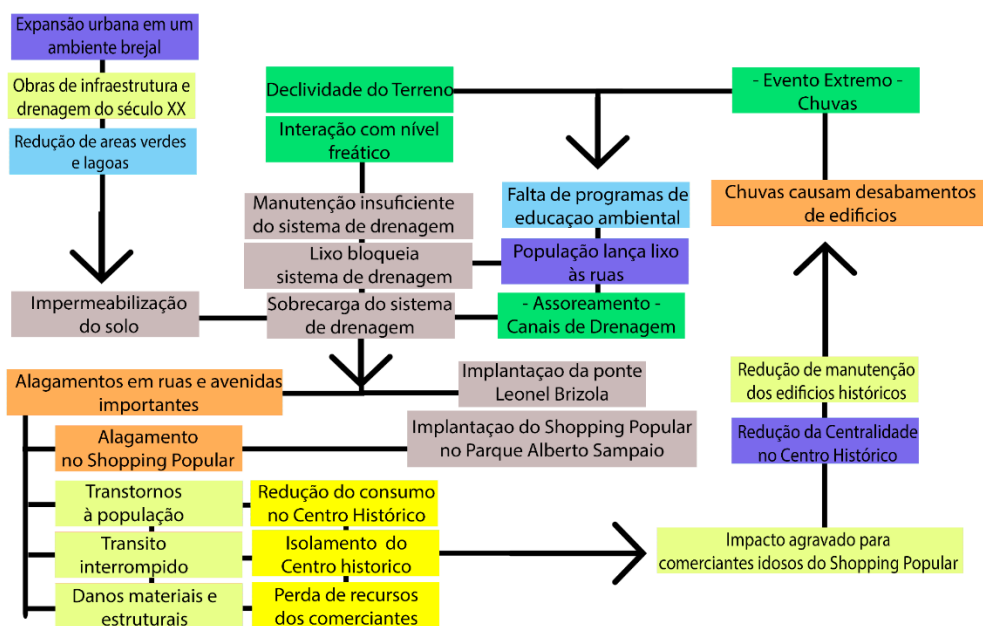 Expansão urbana em um
ambiente brejal
Obras de infraestrutura e
drenagem do século XX
Redução de areas verdes
e lagoas
Impermeabilização
do solo
Declividade do Terreno
Interação com nível
freático
Manutenção insuficiente
do sistema de drenagem
Lixo bloqueia
sistema de drenagem
Sobrecarga do sistema
de drenagem
- Evento Extremo -
Chuvas
Falta de programas de
educaçao ambiental
População lança lixo
às ruas
- Assoreamento -
Canais de Drenagem
Chuvas causam desabamentos
de edificios
Redução de manutenção
dos edificios históricos
Redução da Centralidade
no Centro Histórico
Impacto agravado para
comerciantes idosos do Shopping Popular
Alagamentos em ruas e avenidas
importantes
Implantaçao da ponte
Leonel Brizola
Alagamento
no Shopping Popular
Implantaçao do Shopping Popular
no Parque Alberto Sampaio
Transtornos
à população
Redução do consumo
no Centro Histórico
Transito
interrompido
Isolamento do
Centro historico
Danos materiais e
estruturais
Perda de recursos
dos comerciantes